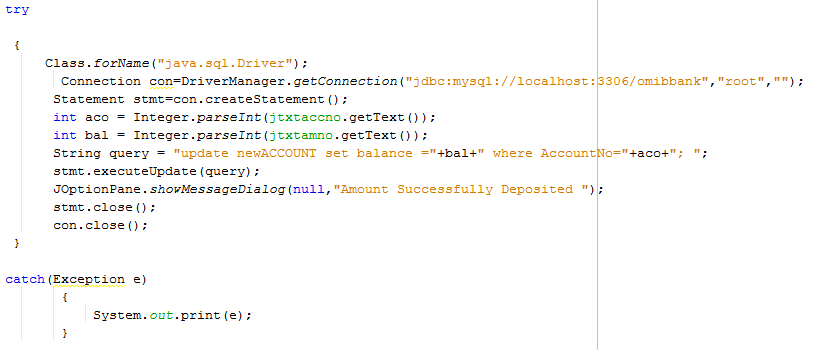 try
{
Class.forName("java.sql.Driver");
Connection con=DriverManager.getConnection("jdbc:mysql://localhost:3306/omibbank","root","");
Statement stmt=con.createStatement();
int aco = Integer.parseInt(jtxtaccno.getText());
int bal = Integer.parseInt(jtxtamno.getText());
String query = "update newACCOUNT set balance ="+bal+" where AccountNo="+aco+"; ";
stmt.executeUpdate(query);
JOptionPane.showMessageDialog(null,"Amount Successfully Deposited ");
stmt.close();
con.close();
}
catch(Exception e)
{
System.out.print(e);
}